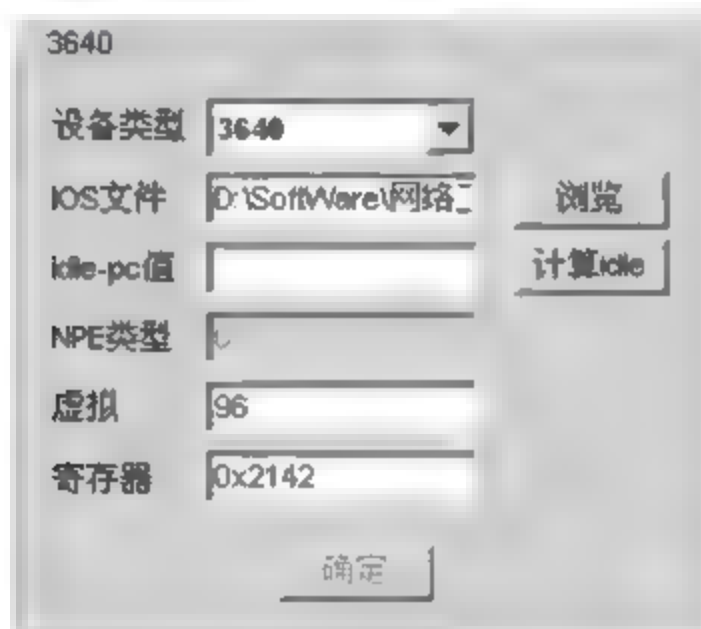 3640
设备类型 3640
IOS文件 D:\SoftWare\网络 浏览
idle-pc值 计算idle
NPE类型
虚拟 96
寄存器 0x2142
确定